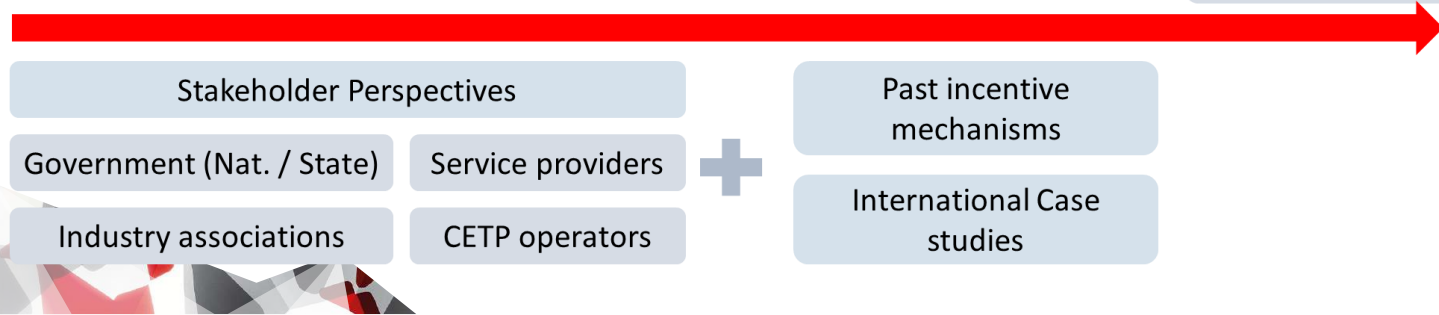 Stakeholder Perspectives
Government (Nat. / State)
Service providers
Industry associations
CETP operators
Past incentive
mechanisms
International Case
studies